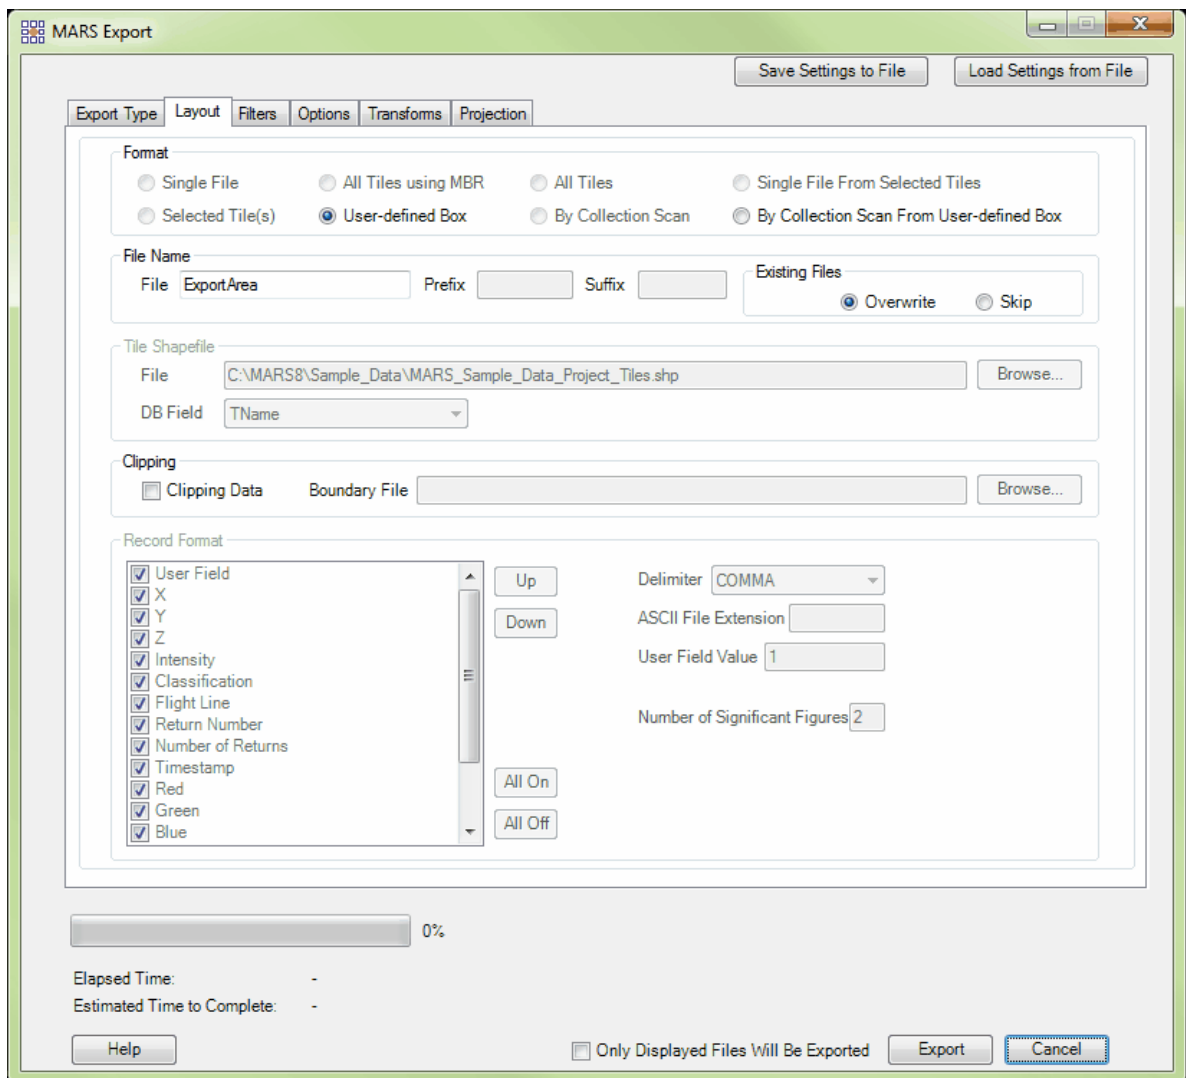 MARS Export
Save Settings to File Load Settings from File
Export Type Layout Filters Options Transforms Projection
Format
Single File All Tiles using MBR All Tiles Single File From Selected Tiles
Selected Tile(s) User-defined Box By Collection Scan By Collection Scan From User-defined Box
File Name
File ExportArea Prefix Suffix
Existing Files
Overwrite Skip
Tile Shapefile
File C:\MARS8\Sample_Data\MARS_Sample_Data_Project_Tiles.shp Browse...
DB Field TName
Clipping
Clipping Data Boundary File Browse...
Record Format
User Field
X
Y
Z
Intensity
Classification
Flight Line
Return Number
Number of Returns
Timestamp
Red
Green
Blue
Up
Down
All On
All Off
Delimiter COMMA
ASCII File Extension
User Field Value 1
Number of Significant Figures 2
0%
Elapsed Time: -
Estimated Time to Complete: -
Help Only Displayed Files Will Be Exported Export Cancel